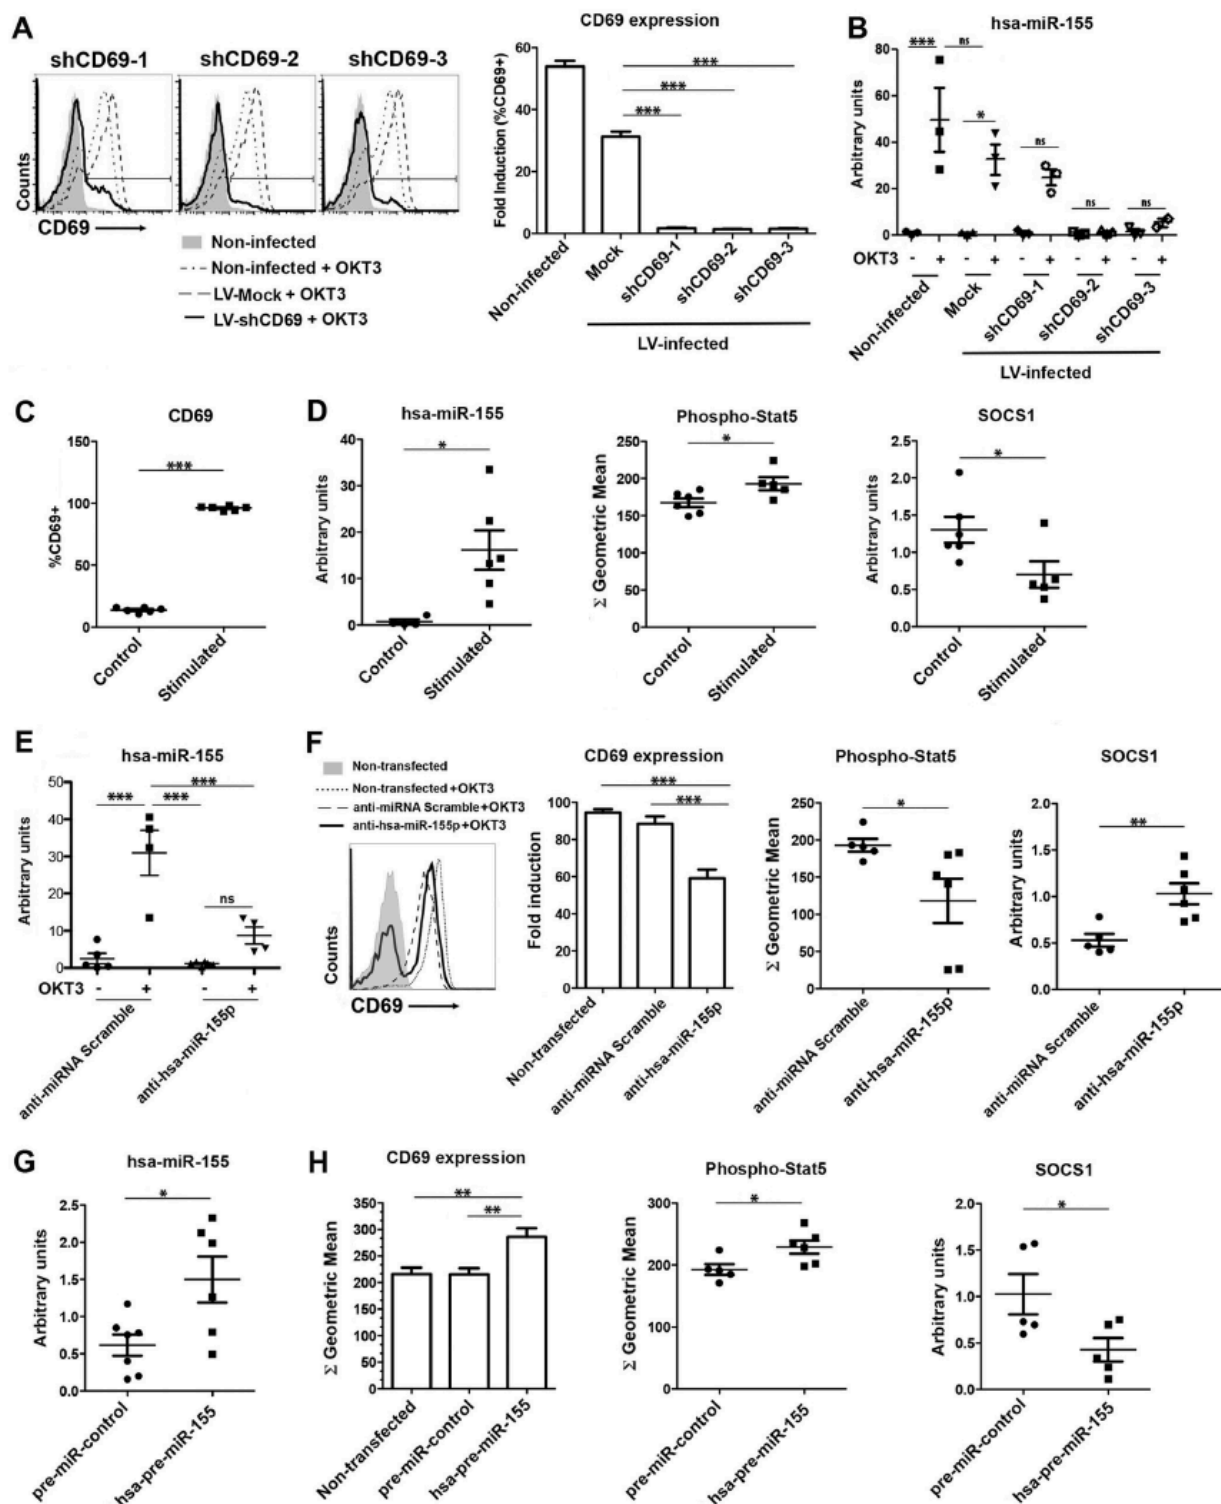 A
shCD69-1 shCD69-2 shCD69-3
Counts
CD69
Non-infected
Non-infected + OKT3
LV-Mock + OKT3
LV-shCD69 + OKT3
CD69 expression
Fold Induction (%CD69+)
80
60
40
20
0
***
***
***
Non-infected
Mock
shCD69-1
shCD69-2
shCD69-3
LV-infected
B
hsa-miR-155
Arbitrary units
80
60
40
20
0
*** ns
*
ns
ns ns
OKT3 - + - + - + - + - +
Non-infected
Mock
shCD69-1
shCD69-2
shCD69-3
LV-infected
C
CD69
%CD69+
150
100
50
0
***
Control
Stimulated
D
hsa-miR-155
Arbitrary units
40
30
20
10
0
*
Control
Stimulated
Phospho-Stat5
Σ Geometric Mean
250
200
150
100
50
0
*
Control
Stimulated
SOCS1
Arbitrary units
2.5
2.0
1.5
1.0
0.5
0.0
*
Control
Stimulated
E
hsa-miR-155
Arbitrary units
50
40
30
20
10
0
***
*** ***
ns
OKT3 - + - +
anti-miRNA Scramble
anti-hsa-miR-155p
F
Non-transfected
Non-transfected+OKT3
anti-miRNA Scramble+OKT3
anti-hsa-miR-155p+OKT3
Counts
CD69
CD69 expression
Fold induction
100
80
60
40
20
0
***
***
Non-transfected
anti-miRNA Scramble
anti-hsa-miR-155p
Phospho-Stat5
Σ Geometric Mean
250
200
150
100
50
0
*
anti-miRNA Scramble
anti-hsa-miR-155p
SOCS1
Arbitrary units
2.0
1.5
1.0
0.5
0.0
**
anti-miRNA Scramble
anti-hsa-miR-155p
G
hsa-miR-155
Arbitrary units
2.5
2.0
1.5
1.0
0.5
0.0
*
pre-miR-control
hsa-pre-miR-155
H
CD69 expression
Σ Geometric Mean
350
300
250
200
150
100
50
0
**
**
Non-transfected
pre-miR-control
hsa-pre-miR-155
Phospho-Stat5
Σ Geometric Mean
300
200
100
0
*
pre-miR-control
hsa-pre-miR-155
SOCS1
Arbitrary units
2.0
1.5
1.0
0.5
0.0
*
pre-miR-control
hsa-pre-miR-155